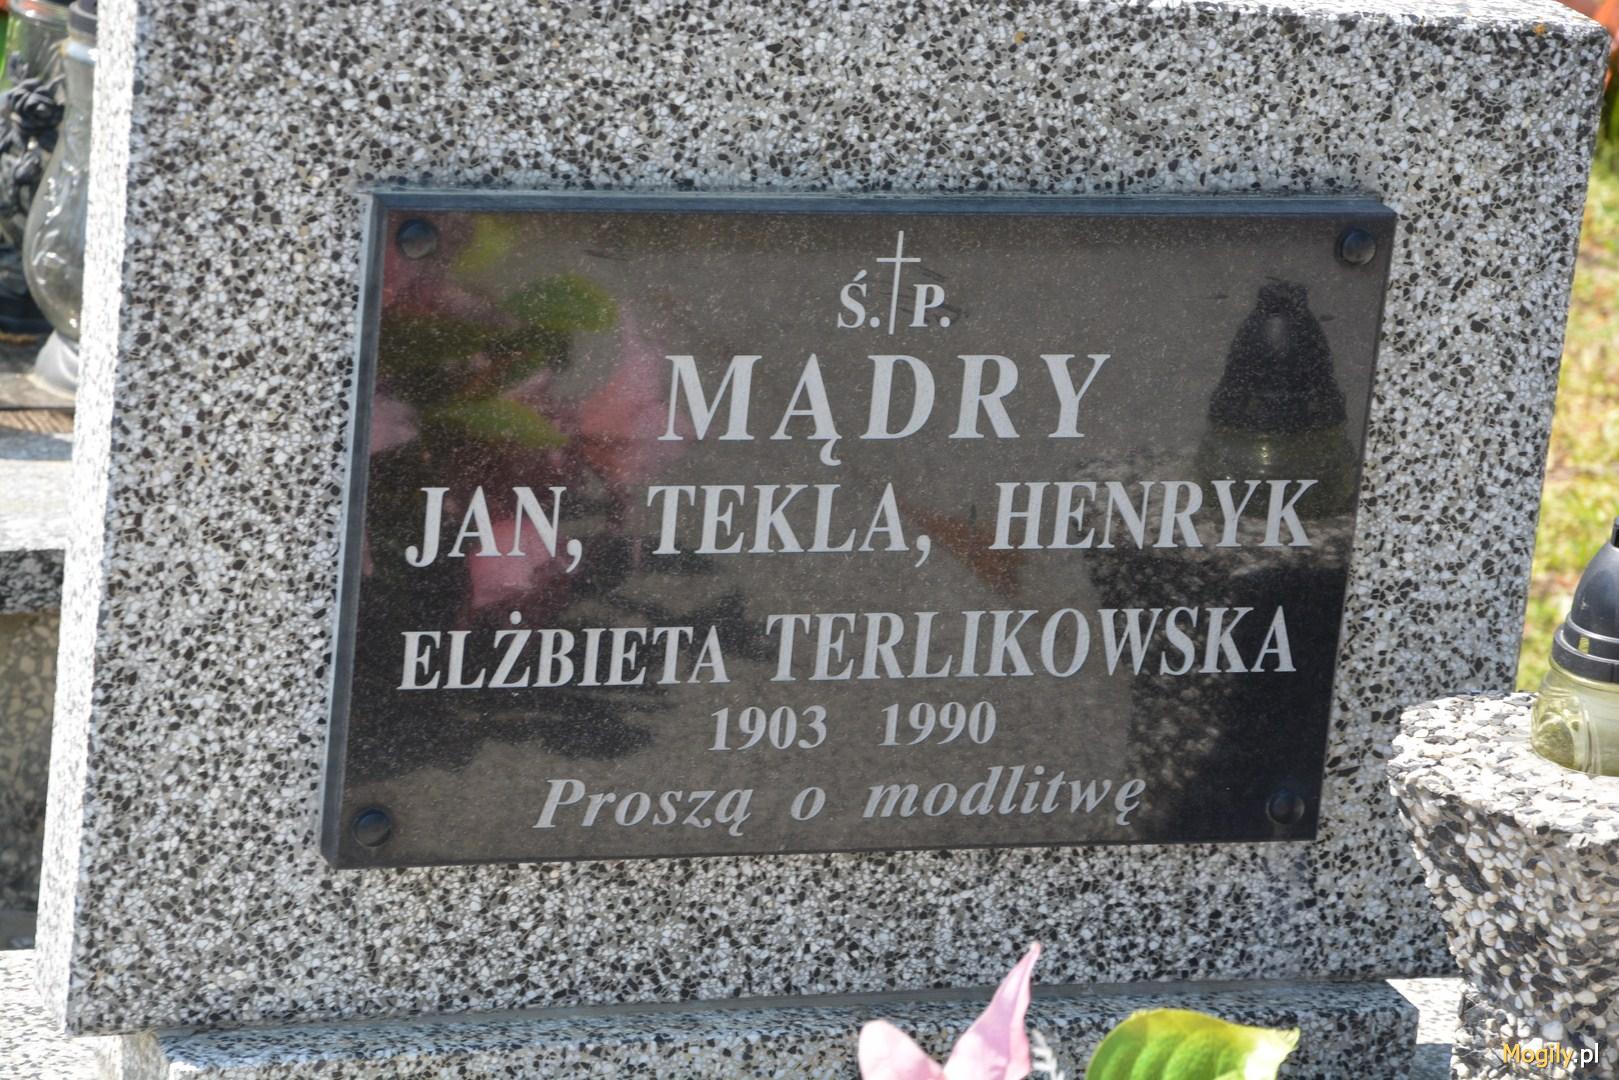 Ś.†P.
MĄDRY
JAN, TEKLA, HENRYK
ELŻBIETA TERLIKOWSKA
1903 1990
Proszą o modlitwę
Mogily.pl